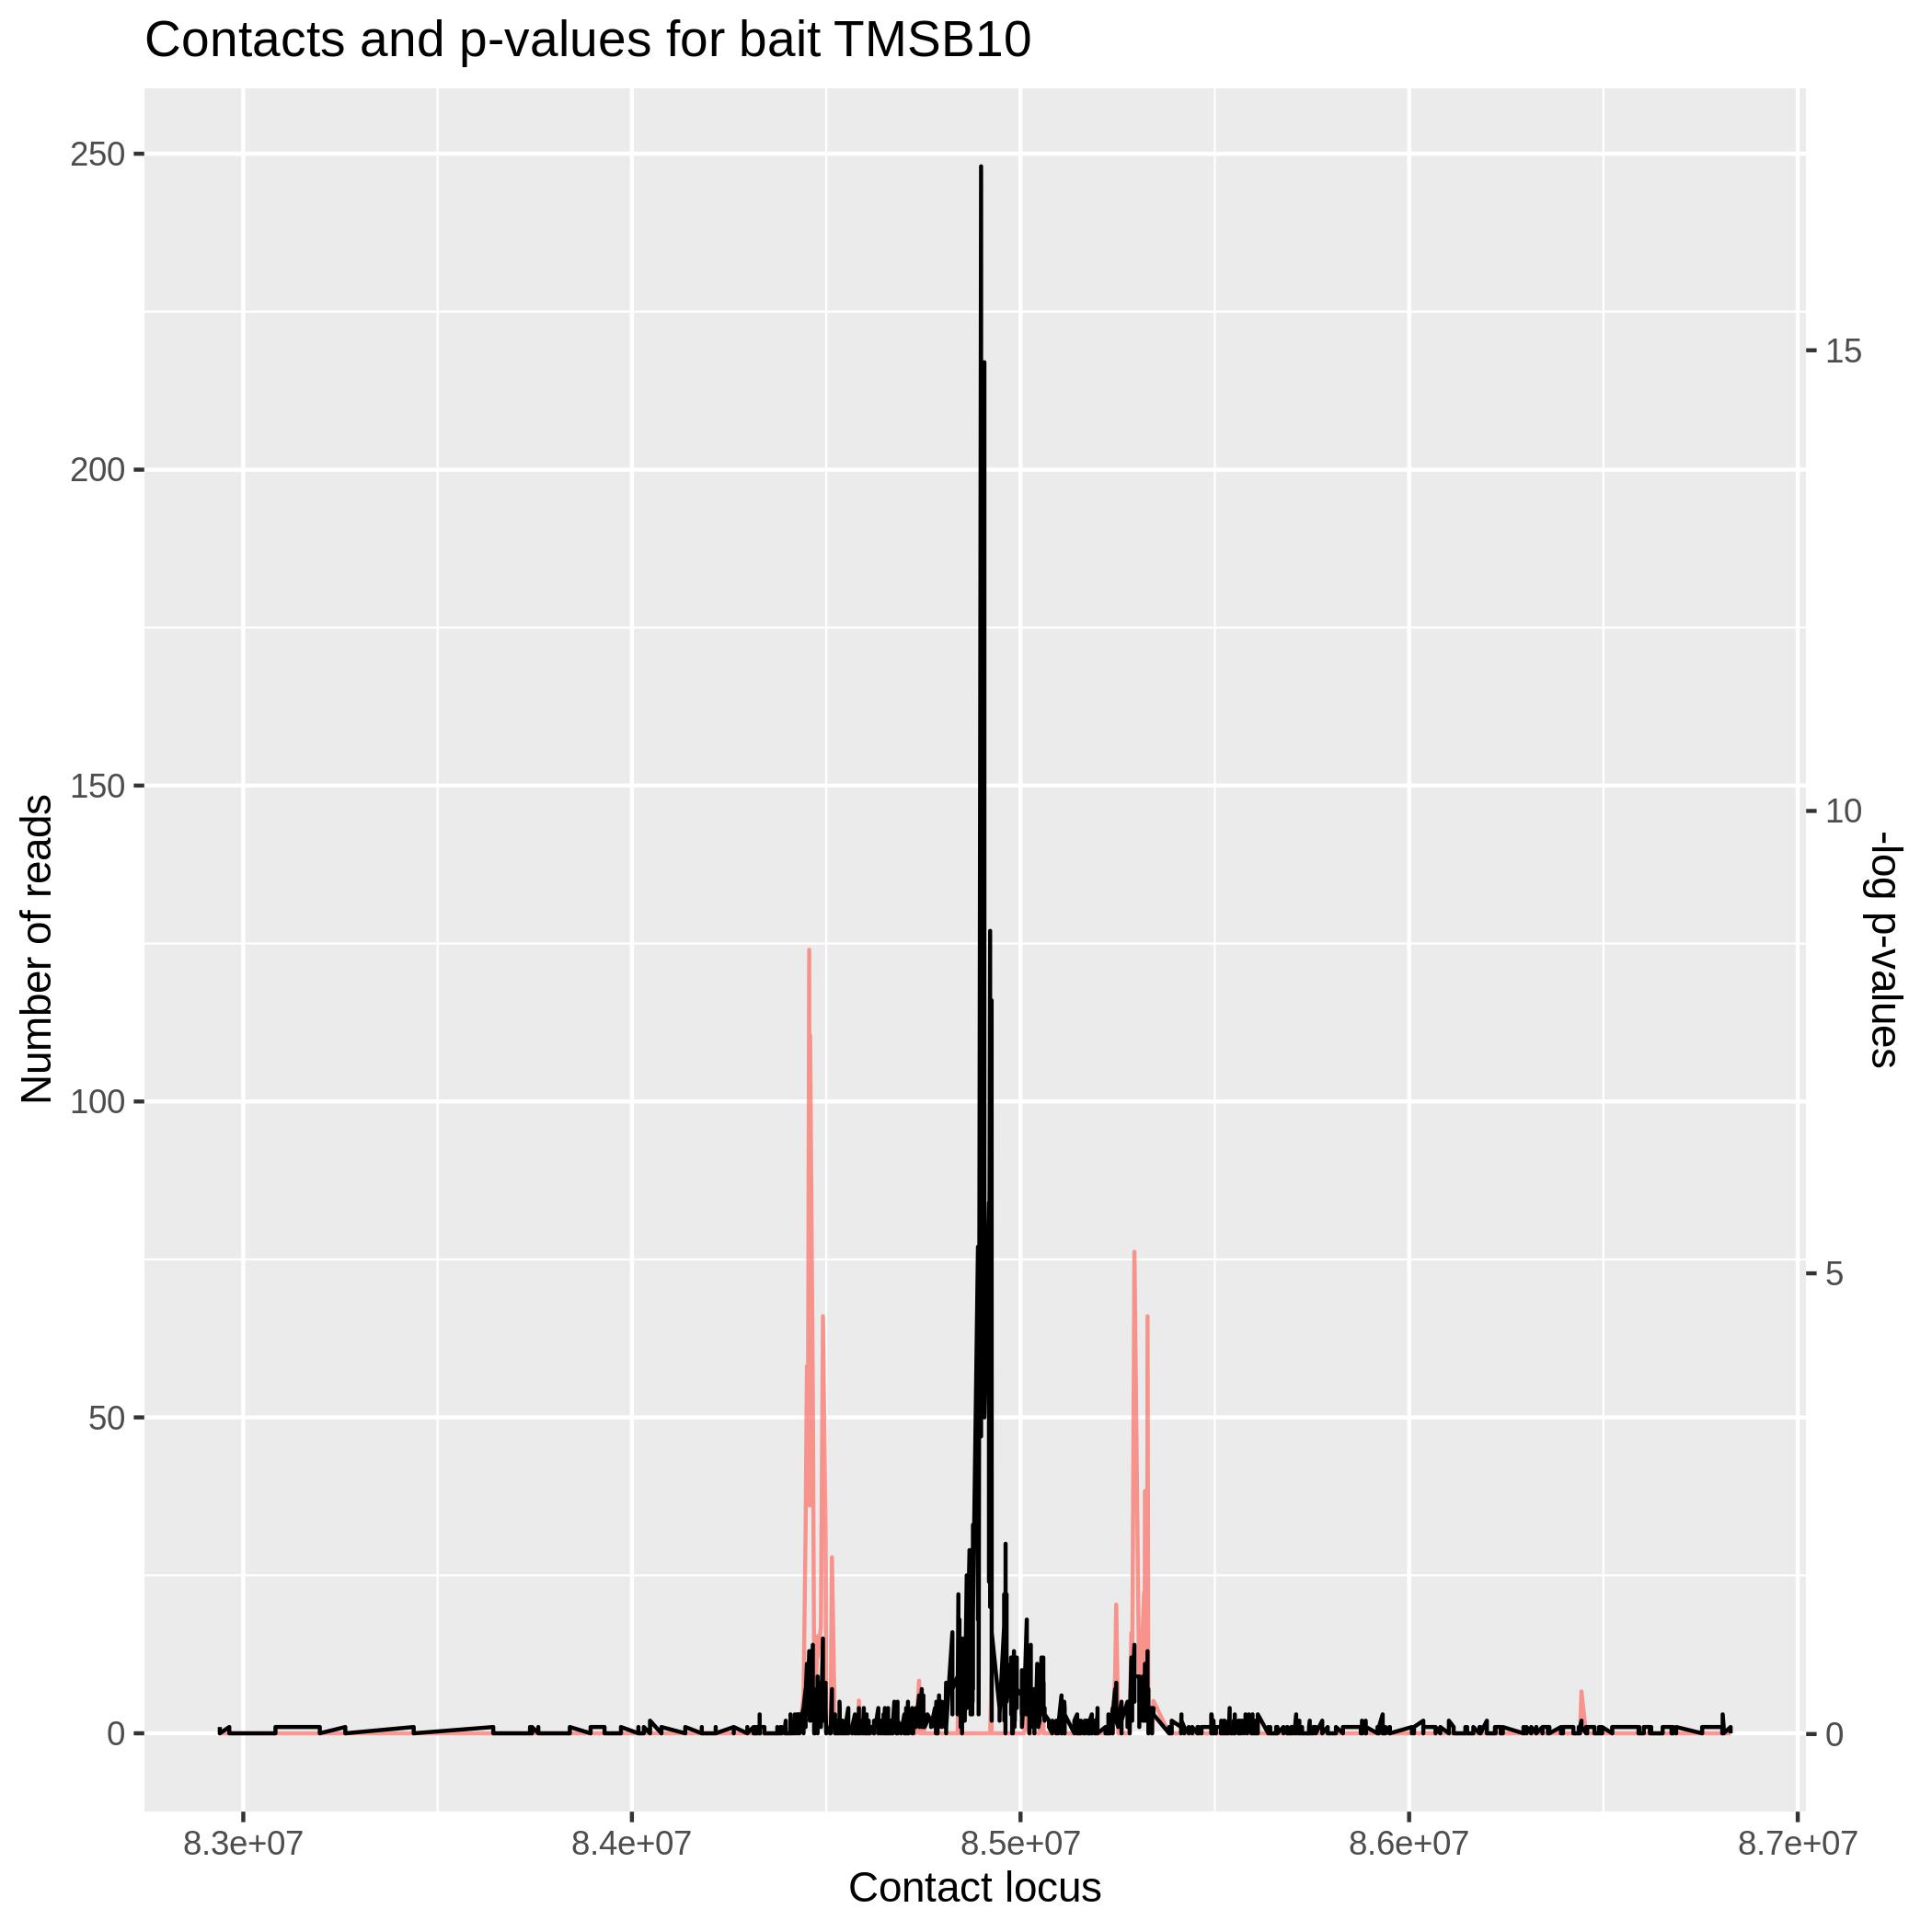 Contacts and p-values for bait TMSB10
250
200
150
100
50
0
Number of reads
15
10
5
0
-log p-values
8.3e+07
8.4e+07
8.5e+07
8.6e+07
8.7e+07
Contact locus